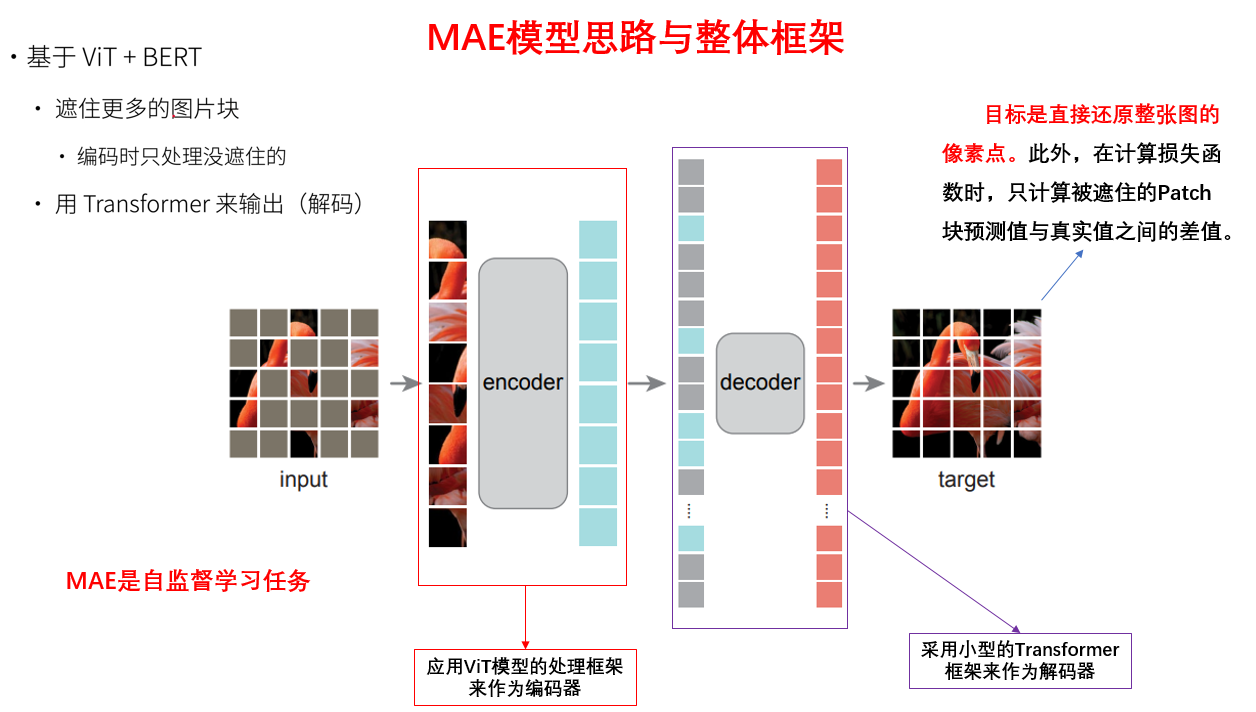 MAE模型思路与整体框架
• 基于 ViT + BERT
• 遮住更多的图片块
• 编码时只处理没遮住的
• 用 Transformer 来输出（解码）
目标是直接还原整张图的
像素点。此外，在计算损失函
数时，只计算被遮住的Patch
块预测值与真实值之间的差值。
input
encoder
decoder
target
MAE是自监督学习任务
应用ViT模型的处理框架
来作为编码器
采用小型的Transformer
框架来作为解码器